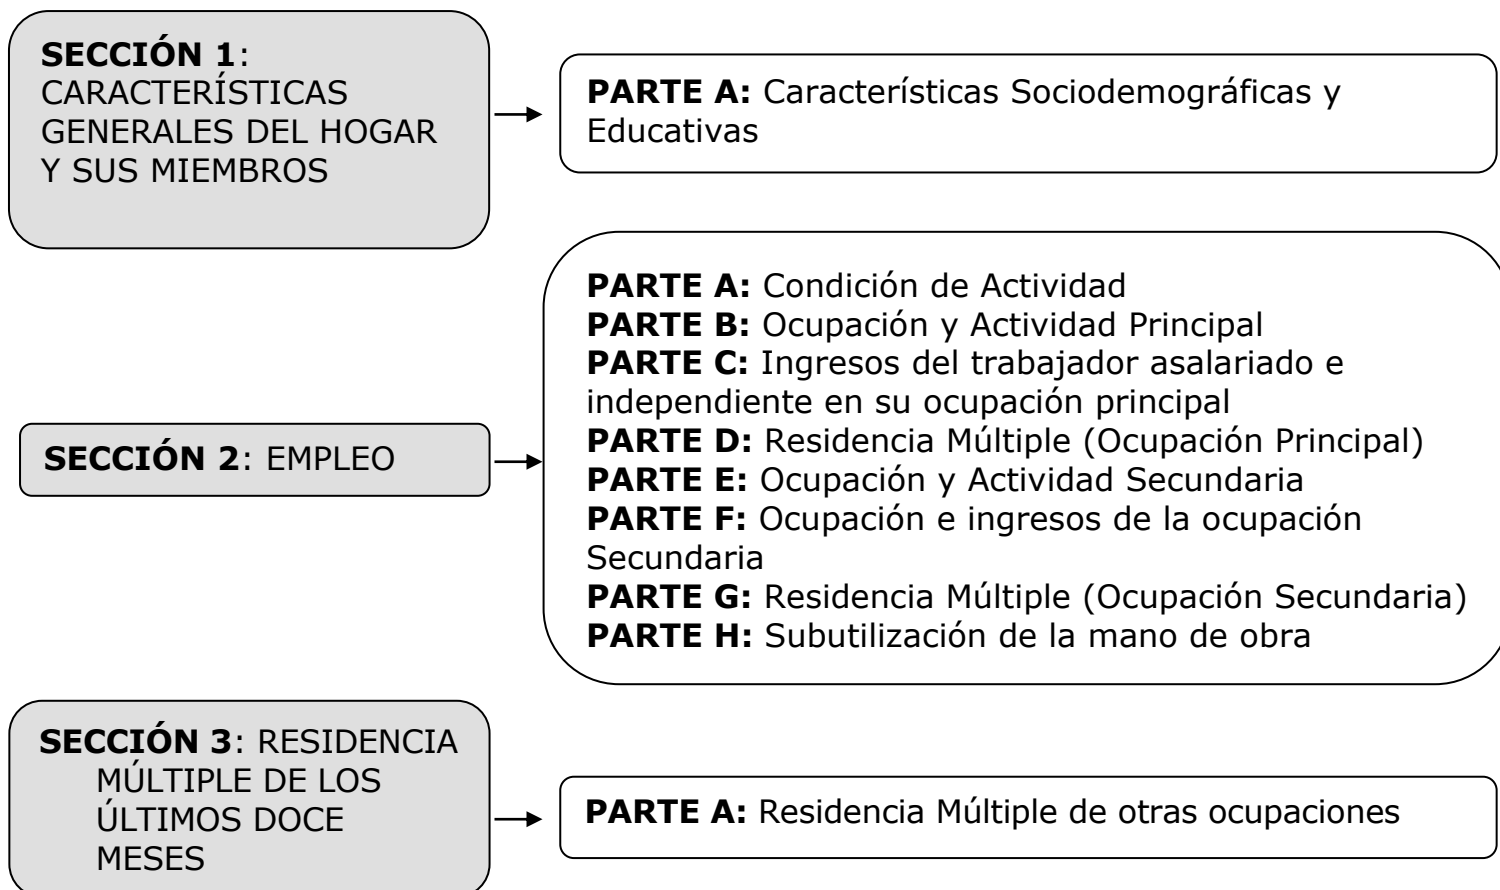 SECCIÓN 1:
CARACTERÍSTICAS
GENERALES DEL HOGAR
Y SUS MIEMBROS
PARTE A: Características Sociodemográficas y
Educativas
SECCIÓN 2: EMPLEO
PARTE A: Condición de Actividad
PARTE B: Ocupación y Actividad Principal
PARTE C: Ingresos del trabajador asalariado e
independiente en su ocupación principal
PARTE D: Residencia Múltiple (Ocupación Principal)
PARTE E: Ocupación y Actividad Secundaria
PARTE F: Ocupación e ingresos de la ocupación
Secundaria
PARTE G: Residencia Múltiple (Ocupación Secundaria)
PARTE H: Subutilización de la mano de obra
SECCIÓN 3: RESIDENCIA
MÚLTIPLE DE LOS
ÚLTIMOS DOCE
MESES
PARTE A: Residencia Múltiple de otras ocupaciones